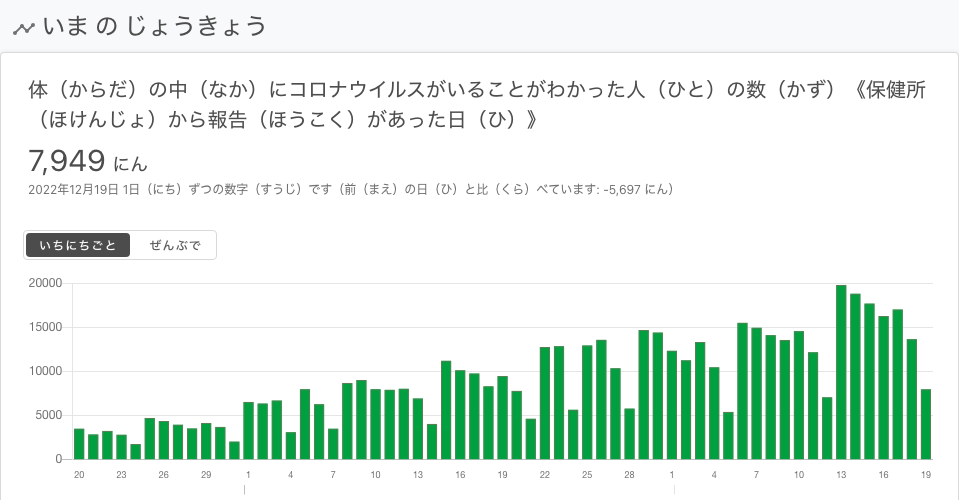 いま の じょうきょう
体（からだ）の中（なか）にコロナウイルスがいることがわかった人（ひと）の数（かず）《保健所
（ほけんじょ）から報告（ほうこく）があった日（ひ）》
7,949 にん
2022年12月19日 1日（にち）ずつの数字（すうじ）です（前（まえ）の日（ひ）と比（くら）べています: -5,697 にん）
いちにちごと ぜんぶで
20000
15000
10000
5000
0
20 23 26 29 1 4 7 10 13 16 19 22 25 28 1 4 7 10 13 16 19